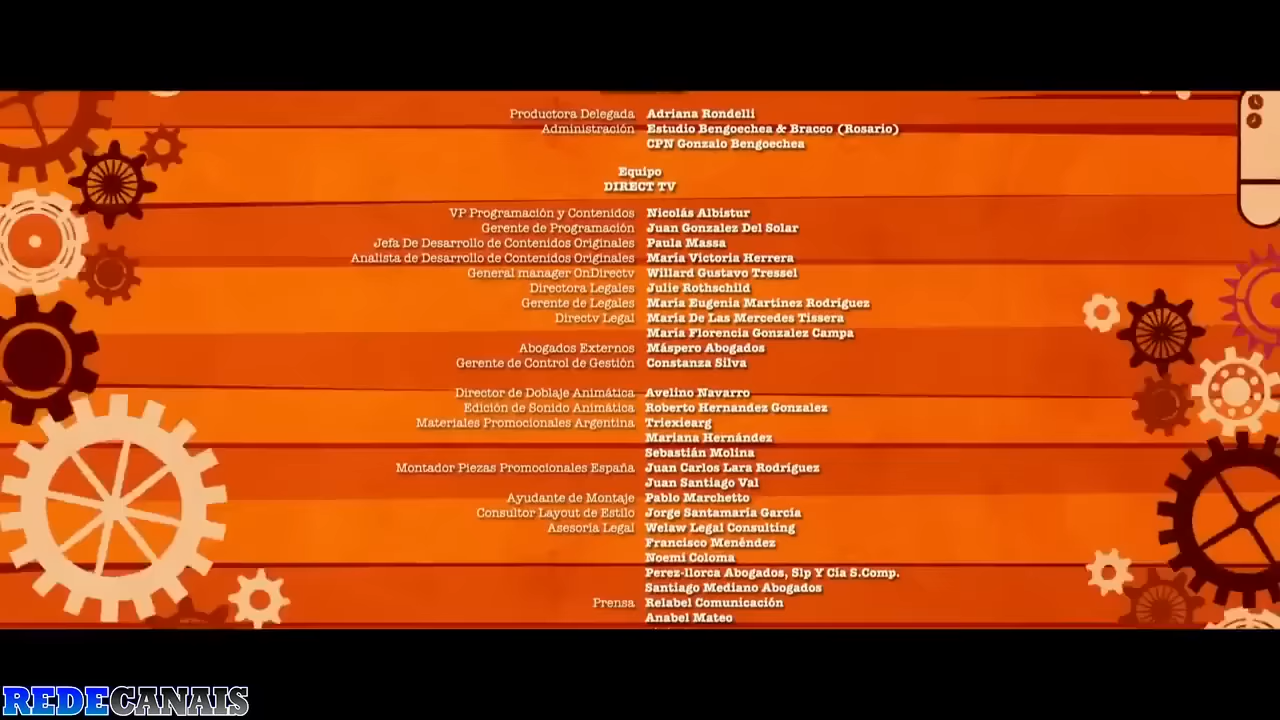 Productora Delegada Adriana Rondelli
Administración Estudio Bengoechea & Bracco (Rosario)
CPN Gonzalo Bengoechea
Equipo
DIRECT TV
VP Programación y Contenidos Nicolás Albistur
Gerente de Programación Juan Gonzalez Del Solar
Jefa De Desarrollo de Contenidos Originales Paula Massa
Analista de Desarrollo de Contenidos Originales María Victoria Herrera
General manager OnDirectv Willard Gustavo Tressel
Directora Legales Julie Rothschild
Gerente de Legales María Eugenia Martínez Rodríguez
Directv Legal María De Las Mercedes Tissera
María Florencia Gonzalez Campa
Abogados Externos Máspero Abogados
Gerente de Control de Gestión Constanza Silva
Director de Doblaje Animática Avelino Navarro
Edición de Sonido Animática Roberto Hernandez Gonzalez
Materiales Promocionales Argentina Triexiearg
Mariana Hernández
Sebastián Molina
Montador Piezas Promocionales España Juan Carlos Lara Rodríguez
Juan Santiago Val
Ayudante de Montaje Pablo Marchetto
Consultor Layout de Estilo Jorge Santamaría García
Asesoría Legal Welaw Legal Consulting
Francisco Menéndez
Noemi Coloma
Perez-llorca Abogados, Slp Y Cía S.Comp.
Santiago Mediano Abogados
Prensa Relabel Comunicación
Anabel Mateo
REDECANAIS